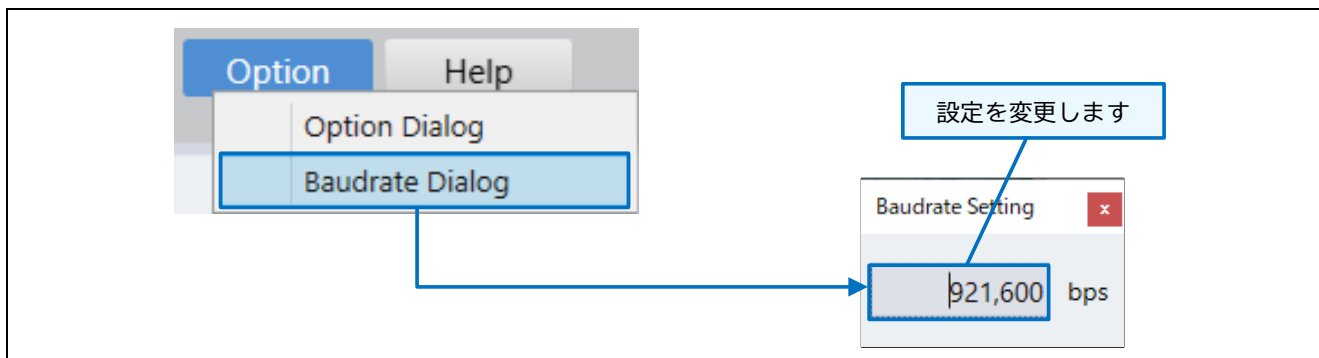 Option Help
Option Dialog
Baudrate Dialog
設定を変更します
Baudrate Setting x
921,600 bps